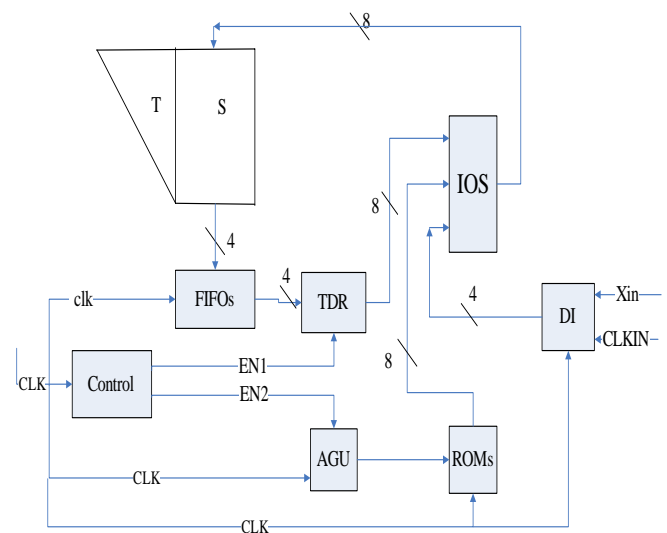 8
T
S
IOS
8
4
FIFOs
4
TDR
clk
DI
Xin
4
CLKIN
EN1
CLK
Control
EN2
8
AGU
ROMs
CLK
CLK